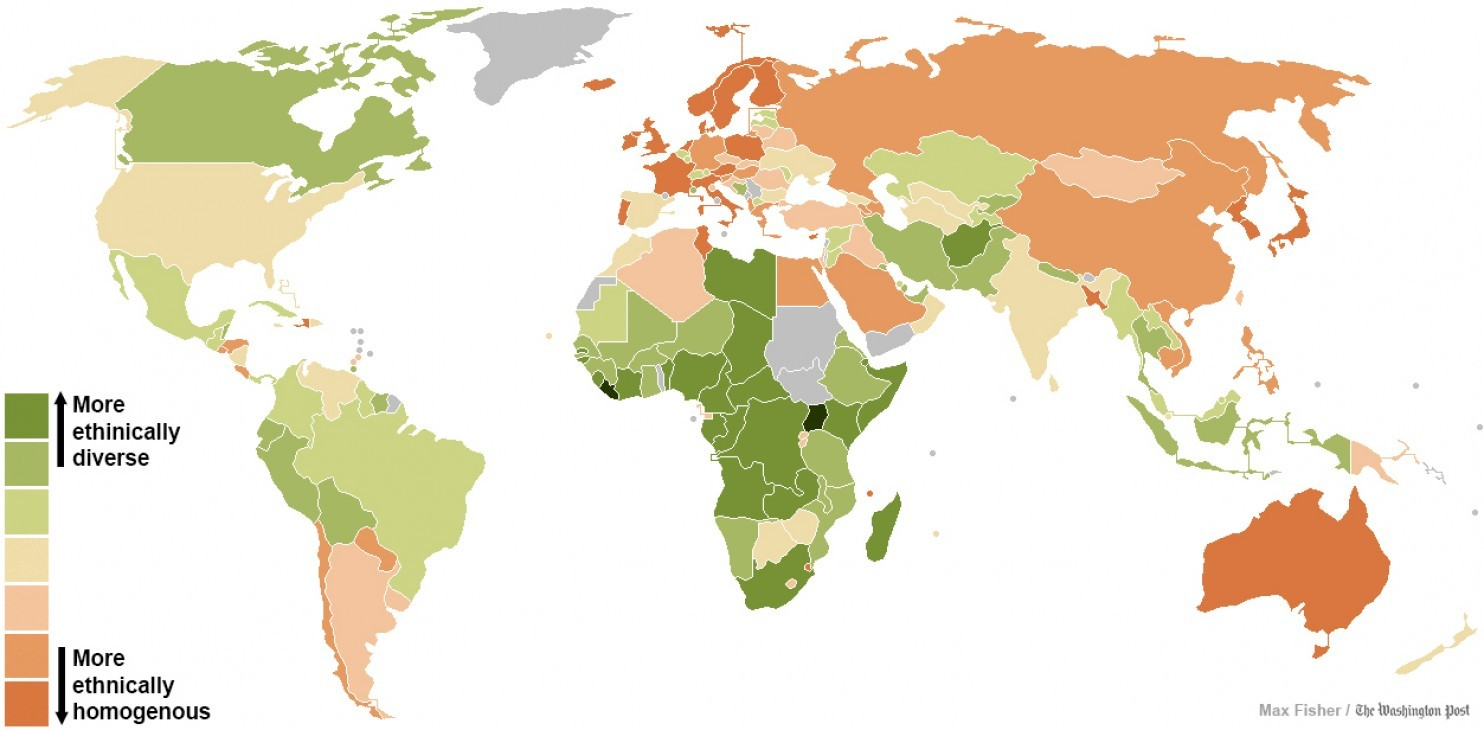 More
ethinically
diverse
More
ethnically
homogenous
Max Fisher / The Washington Post